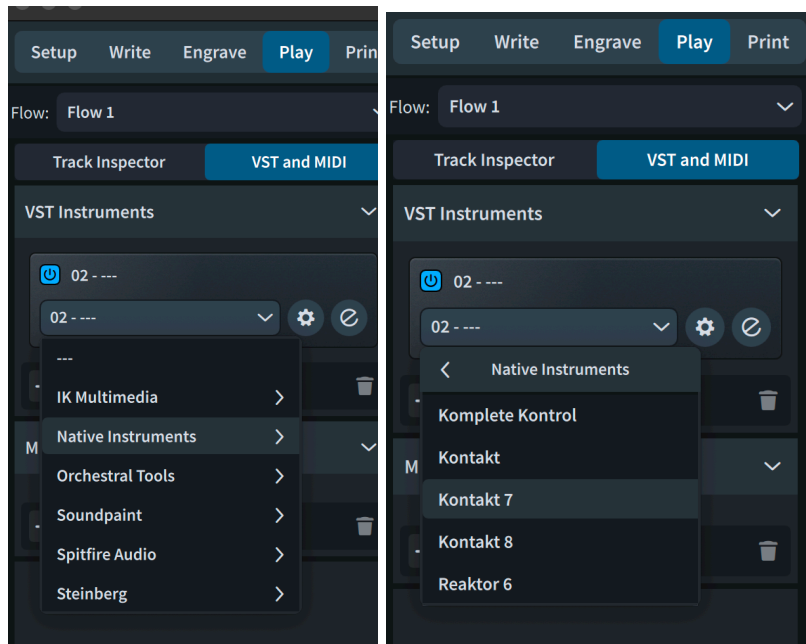 Setup Write Engrave Play Prin
Flow: Flow 1
Track Inspector VST and MIDI
VST Instruments
02 - ---
02 - ---
---
IK Multimedia
Native Instruments
M
Orchestral Tools
Soundpaint
Spitfire Audio
Steinberg
Setup Write Engrave Play Print
Flow: Flow 1
Track Inspector VST and MIDI
VST Instruments
02 - ---
02 - ---
Native Instruments
Komplete Kontrol
Kontakt
M
Kontakt 7
Kontakt 8
Reaktor 6